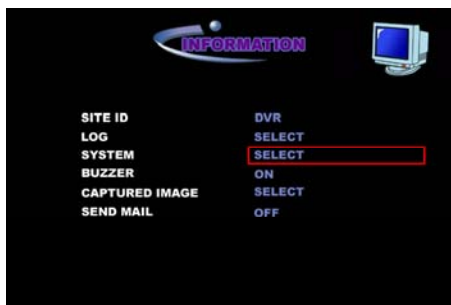 INFORMATION
SITE ID DVR
LOG SELECT
SYSTEM SELECT
BUZZER ON
CAPTURED IMAGE SELECT
SEND MAIL OFF